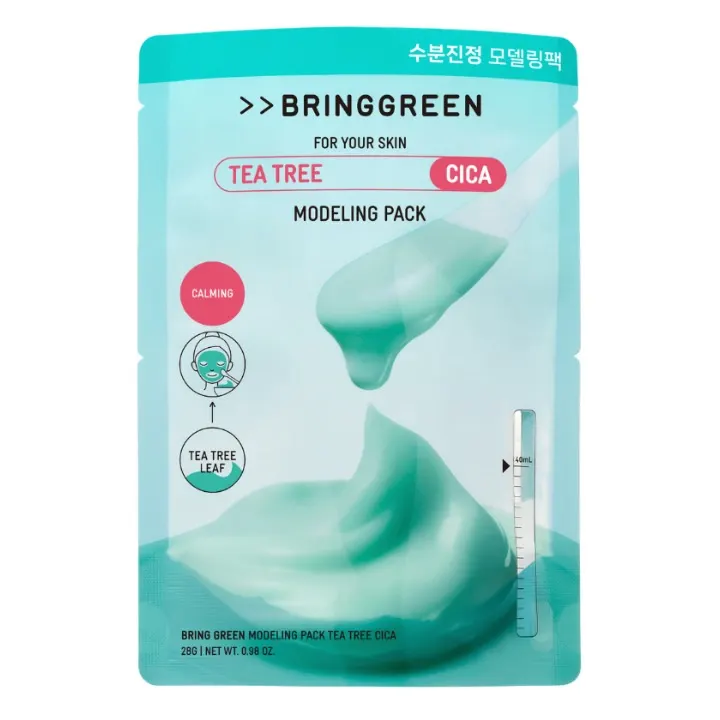 수분진정 모델링팩
>>BRINGGREEN
FOR YOUR SKIN
TEA TREE CICA
MODELING PACK
CALMING
TEA TREE
LEAF
40mL
BRING GREEN MODELING PACK TEA TREE CICA
28G | NET WT. 0.98 OZ.